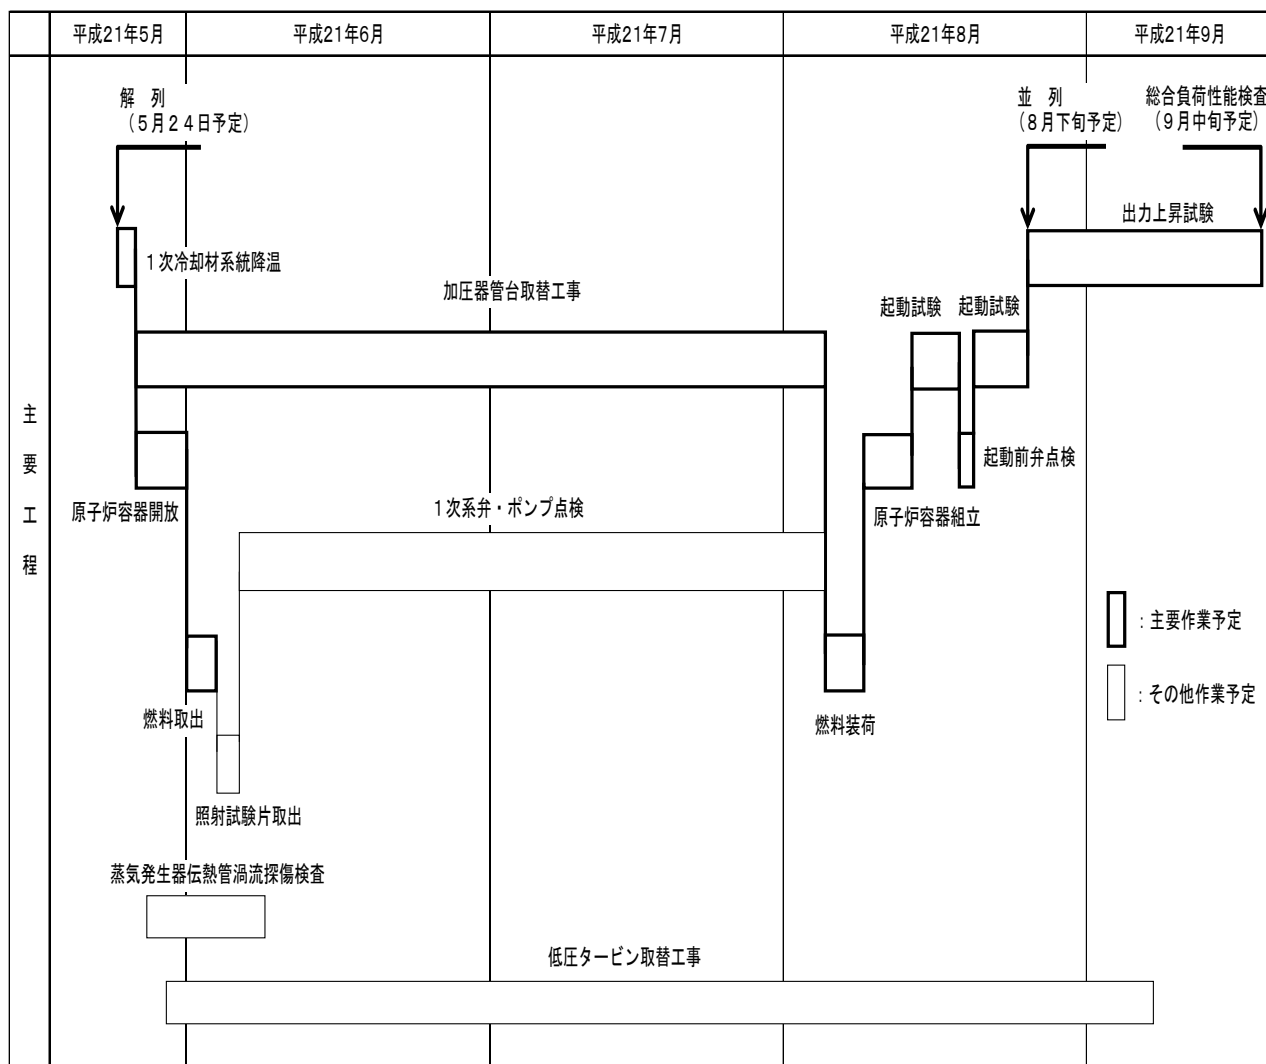 平成21年5月
平成21年6月
平成21年7月
平成21年8月
平成21年9月
解　列
（５月２４日予定）
並　列
（８月下旬予定）
総合負荷性能検査
（９月中旬予定）
出力上昇試験
１次冷却材系統降温
加圧器管台取替工事
起動試験
起動試験
主要工程
原子炉容器開放
１次系弁・ポンプ点検
原子炉容器組立
起動前弁点検
：主要作業予定
：その他作業予定
燃料取出
燃料装荷
照射試験片取出
蒸気発生器伝熱管渦流探傷検査
低圧タービン取替工事